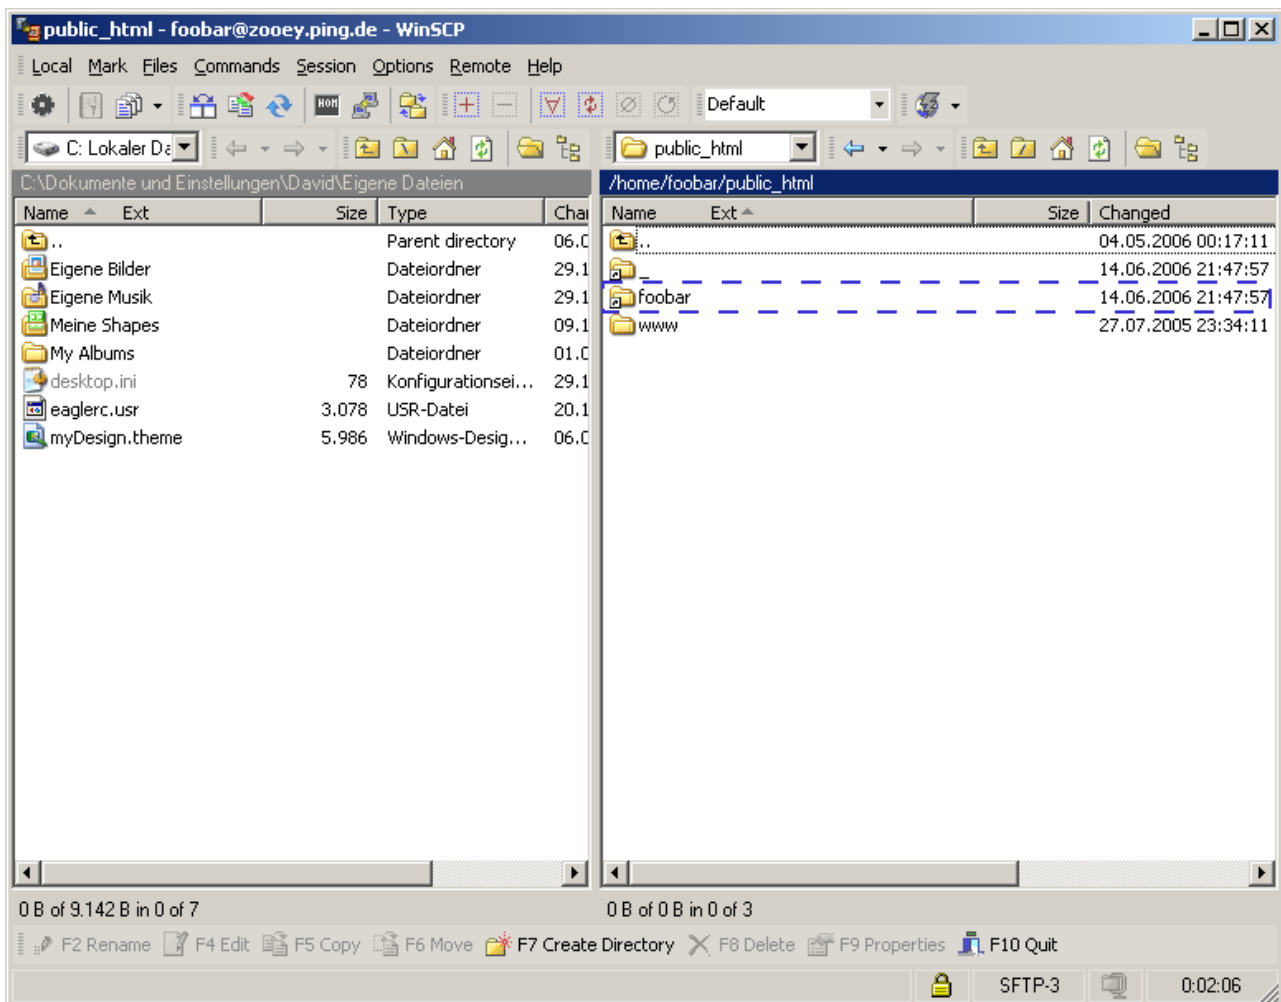 public_html - foobar@zooey.ping.de - WinSCP
Local Mark Files Commands Session Options Remote Help
Default
C: Lokaler Da
public_html
C:\Dokumente und Einstellungen\David\Eigene Dateien
/home/foobar/public_html
Name Ext Size Type Chai
Name Ext Size Changed
.. Parent directory 06.0
.. 04.05.2006 00:17:11
Eigene Bilder Dateiordner 29.1
_ 14.06.2006 21:47:57
Eigene Musik Dateiordner 29.1
foobar 14.06.2006 21:47:57
Meine Shapes Dateiordner 09.1
www 27.07.2005 23:34:11
My Albums Dateiordner 01.0
desktop.ini 78 Konfigurationsei... 29.1
eaglerc.usr 3.078 USR-Datei 20.1
myDesign.theme 5.986 Windows-Desig... 06.0
0 B of 9.142 B in 0 of 7
0 B of 0 B in 0 of 3
F2 Rename F4 Edit F5 Copy F6 Move F7 Create Directory F8 Delete F9 Properties F10 Quit
SFTP-3 0:02:06